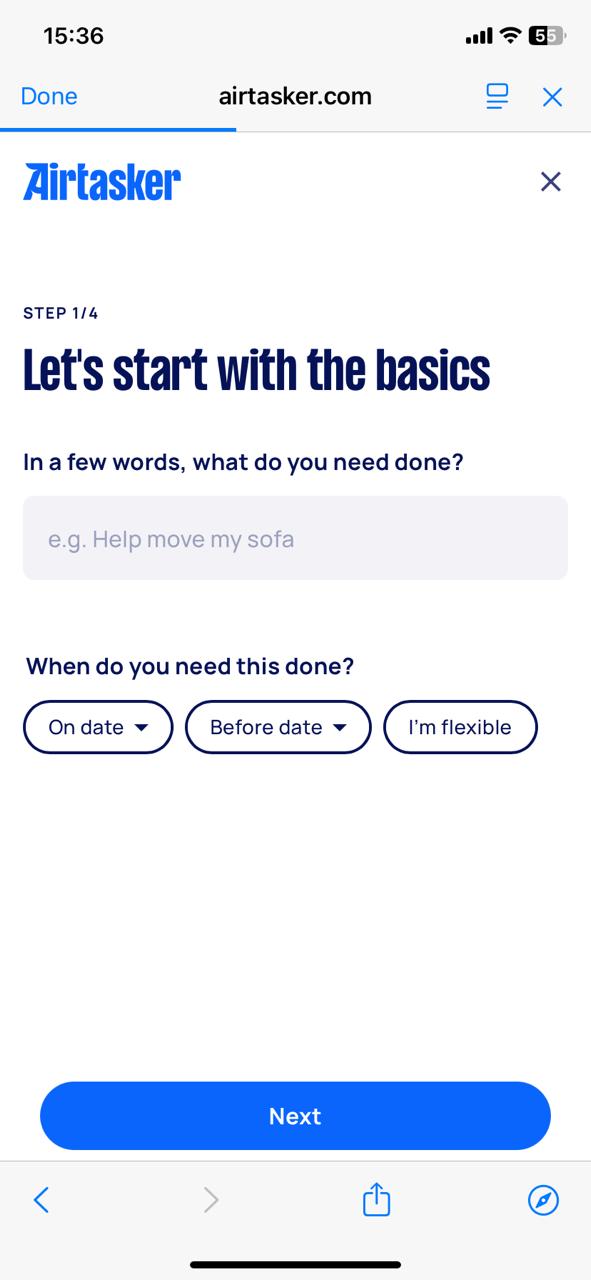 15:36
55
Done
airtasker.com
Airtasker
STEP 1/4
Let's start with the basics
In a few words, what do you need done?
e.g. Help move my sofa
When do you need this done?
On date
Before date
I'm flexible
Next